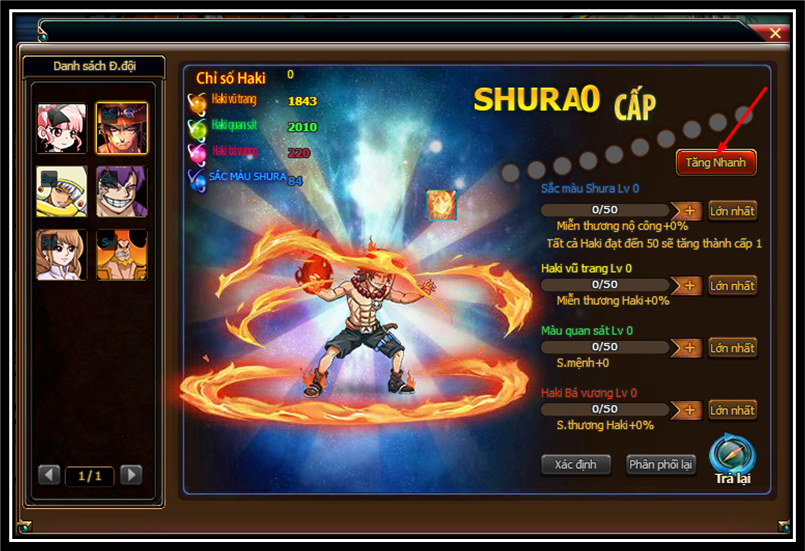 Danh sách Đ.đội
Chỉ số Haki 0
Haki vũ trang 1843
Haki quan sát 2010
Haki bá vương 220
SẮC MÀU SHURA 84
SHURA0 CẤP
Tăng Nhanh
Sắc màu Shura Lv 0
0/50 + Lớn nhất
Miễn thương nộ công+0%
Tất cả Haki đạt đến 50 sẽ tăng thành cấp 1
Haki vũ trang Lv 0
0/50 + Lớn nhất
Miễn thương Haki+0%
Màu quan sát Lv 0
0/50 + Lớn nhất
S.mệnh+0
Haki Bá vương Lv 0
0/50 + Lớn nhất
S.thương Haki+0%
Xác định
Phân phối lại
Trả lại
1/1